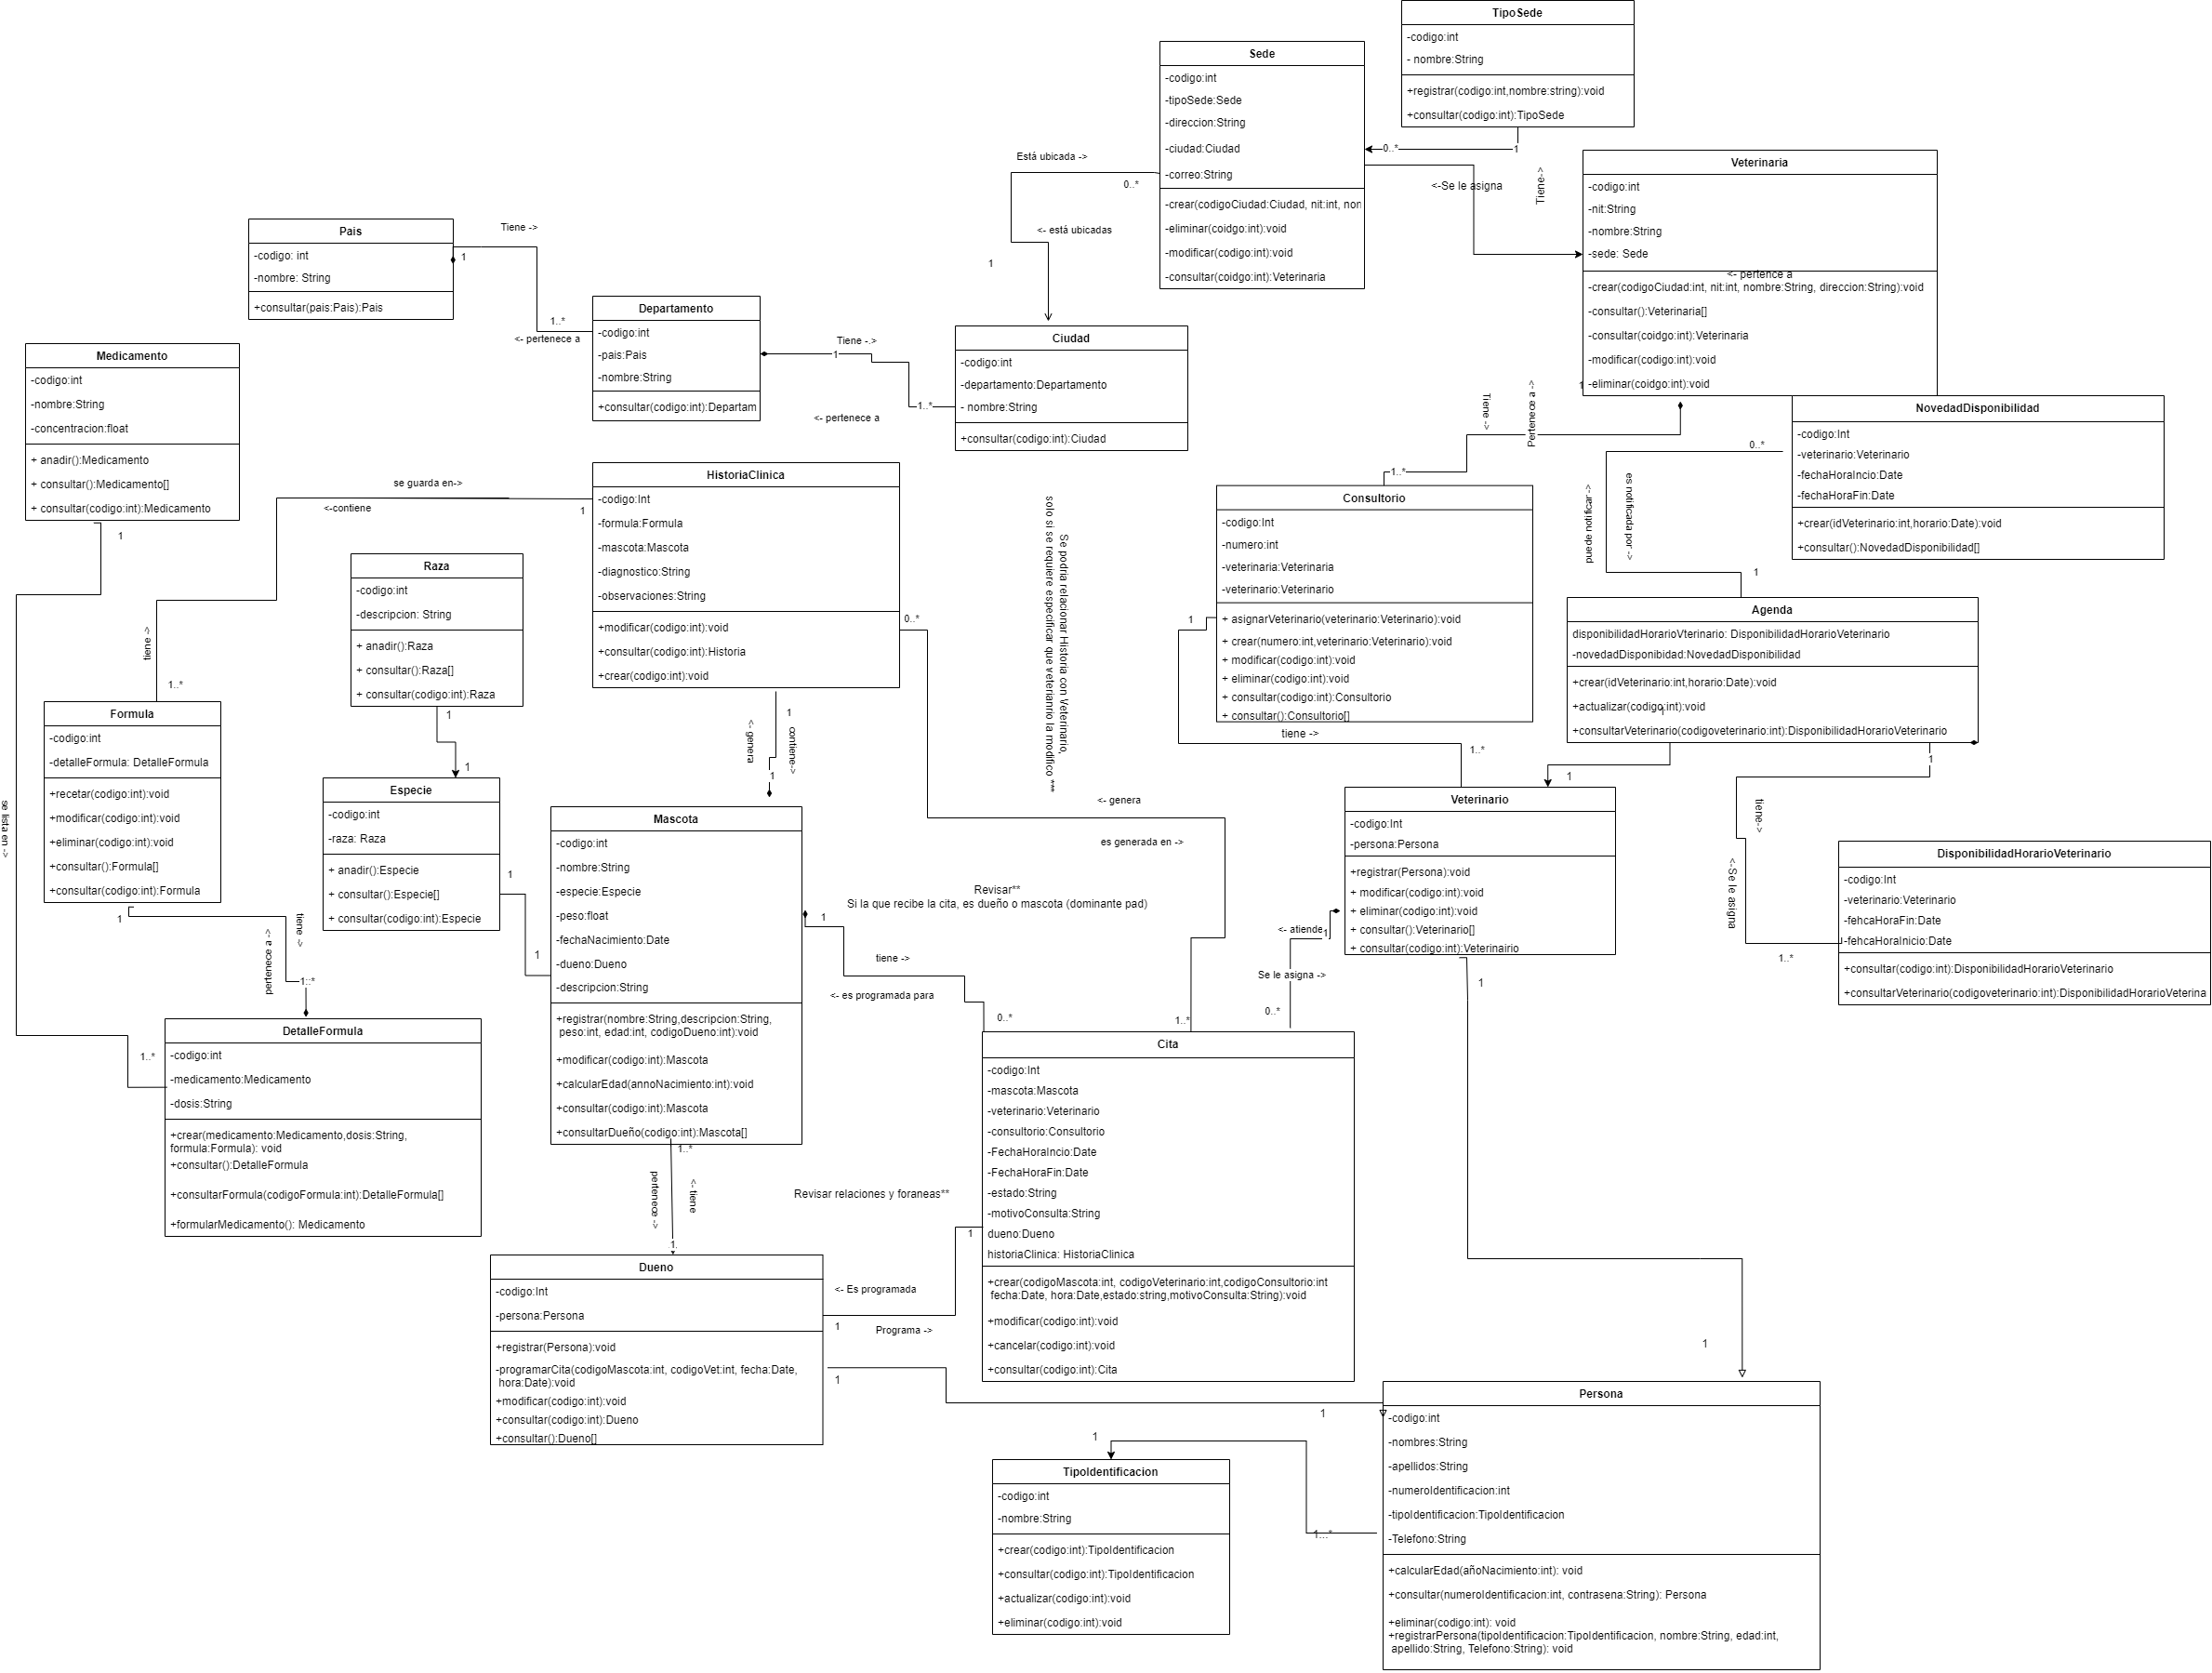 TipoSede
-codigo:int
- nombre:String
+registrar(codigo:int,nombre:string):void
+consultar(codigo:int):TipoSede
Sede
-codigo:int
-tipoSede:Sede
-direccion:String
-ciudad:Ciudad
-correo:String
-crear(codigoCiudad:Ciudad, nit:int, non
-eliminar(coidgo:int):void
-modificar(codigo:int):void
-consultar(coidgo:int):Veterinaria
0..*
1
Está ubicada ->
0..*
<- está ubicadas
1
<-Se le asigna
Tiene->
Veterinaria
-codigo:int
-nit:String
-nombre:String
-sede: Sede
<- pertenece a
-crear(codigoCiudad:int, nit:int, nombre:String, direccion:String):void
-consultar():Veterinaria[]
-consultar(coidgo:int):Veterinaria
-modificar(codigo:int):void
-eliminar(coidgo:int):void
1
Pais
-codigo: int
-nombre: String
+consultar(pais:Pais):Pais
Tiene ->
1
1..*
<- pertenece a
Departamento
-codigo:int
-pais:Pais
-nombre:String
+consultar(codigo:int):Departam
Tiene -.>
1
1..*
<- pertenece a
Ciudad
-codigo:int
-departamento:Departamento
- nombre:String
+consultar(codigo:int):Ciudad
Medicamento
-codigo:int
-nombre:String
-concentracion:float
+ anadir():Medicamento
+ consultar():Medicamento[]
+ consultar(codigo:int):Medicamento
1
se lista en ->
1..*
NovedadDisponibilidad
-codigo:Int
-veterinario:Veterinario
-fechaHoraIncio:Date
-fechaHoraFin:Date
+crear(idVeterinario:int,horario:Date):void
+consultar():NovedadDisponibilidad[]
0..*
es notificada por ->
puede notificar->
1
Tiene ->
Pertenece a ->
1..*
HistoriaClinica
-codigo:Int
-formula:Formula
-mascota:Mascota
-diagnostico:String
-observaciones:String
+modificar(codigo:int):void
+consultar(codigo:int):Historia
+crear(codigo:int):void
se guarda en->
<-contiene
1
tiene ->
1..*
0..*
Se podria relacionar Historia con Veterinario,
solo si se requiere especificar que veterianrio la modifico ***
Consultorio
-codigo:Int
-numero:int
-veterinaria:Veterinaria
-veterinario:Veterinario
+ asignarVeterinario(veterinario:Veterinario):void
+ crear(numero:int,veterinario:Veterinario):void
+ modificar(codigo:int):void
+ eliminar(codigo:int):void
+ consultar(codigo:int):Consultorio
+ consultar():Consultorio[]
1
tiene ->
1..*
Raza
-codigo:int
-descripcion: String
+ anadir():Raza
+ consultar():Raza[]
+ consultar(codigo:int):Raza
1
1
Agenda
disponibilidadHorarioVterinario: DisponibilidadHorarioVeterinario
-novedadDisponibidad:NovedadDisponibilidad
+crear(idVeterinario:int,horario:Date):void
+actualizar(codigo:int):void
1
+consultarVeterinario(codigoveterinario:int):DisponibilidadHorarioVeterinario
1
1
tiene->
<-Se le asigna
1..*
Formula
-codigo:int
-detalleFormula: DetalleFormula
+recetar(codigo:int):void
+modificar(codigo:int):void
+eliminar(codigo:int):void
+consultar():Formula[]
+consultar(codigo:int):Formula
1
tiene ->
pertenece a ->
1..*
Especie
-codigo:int
-raza: Raza
+ anadir():Especie
+ consultar():Especie[]
+ consultar(codigo:int):Especie
1
1
<- genera
1
contiene->
1
Mascota
-codigo:int
-nombre:String
-especie:Especie
-peso:float
-fechaNacimiento:Date
-dueno:Dueno
-descripcion:String
+registrar(nombre:String,descripcion:String,
peso:int, edad:int, codigoDueno:int):void
+modificar(codigo:int):Mascota
+calcularEdad(annoNacimiento:int):void
+consultar(codigo:int):Mascota
+consultarDueño(codigo:int):Mascota[]
<- genera
es generada en ->
Revisar**
Si la que recibe la cita, es dueño o mascota (dominante pad)
1
tiene ->
<- es programada para
0..*
1..*
Veterinario
-codigo:Int
-persona:Persona
+registrar(Persona):void
+ modificar(codigo:int):void
+ eliminar(codigo:int):void
+ consultar():Veterinario[]
+ consultar(codigo:int):Veterinairio
<- atiende
1
Se le asigna ->
0..*
1
DisponibilidadHorarioVeterinario
-codigo:Int
-veterinario:Veterinario
-fehcaHoraFin:Date
-fehcaHoraInicio:Date
+consultar(codigo:int):DisponibilidadHorarioVeterinario
+consultarVeterinario(codigoveterinario:int):DisponibilidadHorarioVeterina
DetalleFormula
-codigo:int
-medicamento:Medicamento
-dosis:String
+crear(medicamento:Medicamento,dosis:String,
formula:Formula): void
+consultar():DetalleFormula
+consultarFormula(codigoFormula:int):DetalleFormula[]
+formularMedicamento(): Medicamento
1..*
pertenece ->
<- tiene
1
Revisar relaciones y foraneas**
Cita
-codigo:Int
-mascota:Mascota
-veterinario:Veterinario
-consultorio:Consultorio
-FechaHoraIncio:Date
-FechaHoraFin:Date
-estado:String
-motivoConsulta:String
dueno:Dueno
historiaClinica: HistoriaClinica
+crear(codigoMascota:int, codigoVeterinario:int,codigoConsultorio:int
fecha:Date, hora:Date,estado:string,motivoConsulta:String):void
+modificar(codigo:int):void
+cancelar(codigo:int):void
+consultar(codigo:int):Cita
1
<- Es programada
1
Programa ->
Dueno
-codigo:Int
-persona:Persona
+registrar(Persona):void
-programarCita(codigoMascota:int, codigoVet:int, fecha:Date,
hora:Date):void
+modificar(codigo:int):void
+consultar(codigo:int):Dueno
+consultar():Dueno[]
1
1
1
Persona
-codigo:int
-nombres:String
-apellidos:String
-numeroIdentificacion:int
-tipoIdentificacion:TipoIdentificacion
-Telefono:String
+calcularEdad(añoNacimiento:int): void
+consultar(numeroIdentificacion:int, contrasena:String): Persona
+eliminar(codigo:int): void
+registrarPersona(tipoIdentificacion:TipoIdentificacion, nombre:String, edad:int,
apellido:String, Telefono:String): void
1
1...*
TipoIdentificacion
-codigo:int
-nombre:String
+crear(codigo:int):TipoIdentificacion
+consultar(codigo:int):TipoIdentificacion
+actualizar(codigo:int):void
+eliminar(codigo:int):void